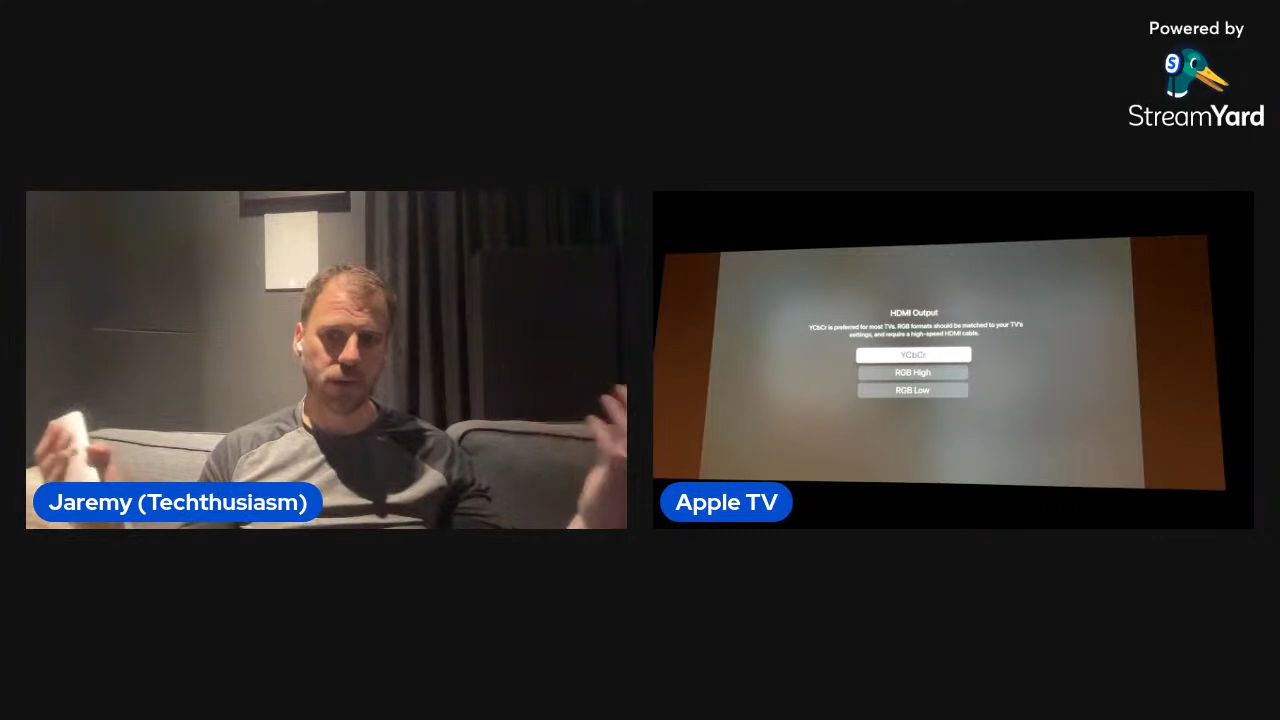 Powered by
S
StreamYard
Jaremy (Techthusiasm)
HDMI Output
YCbCr is preferred for most TVs. RGB formats should be matched to your TV's
settings, and require a high-speed HDMI cable.
YCbCr
RGB High
RGB Low
Apple TV